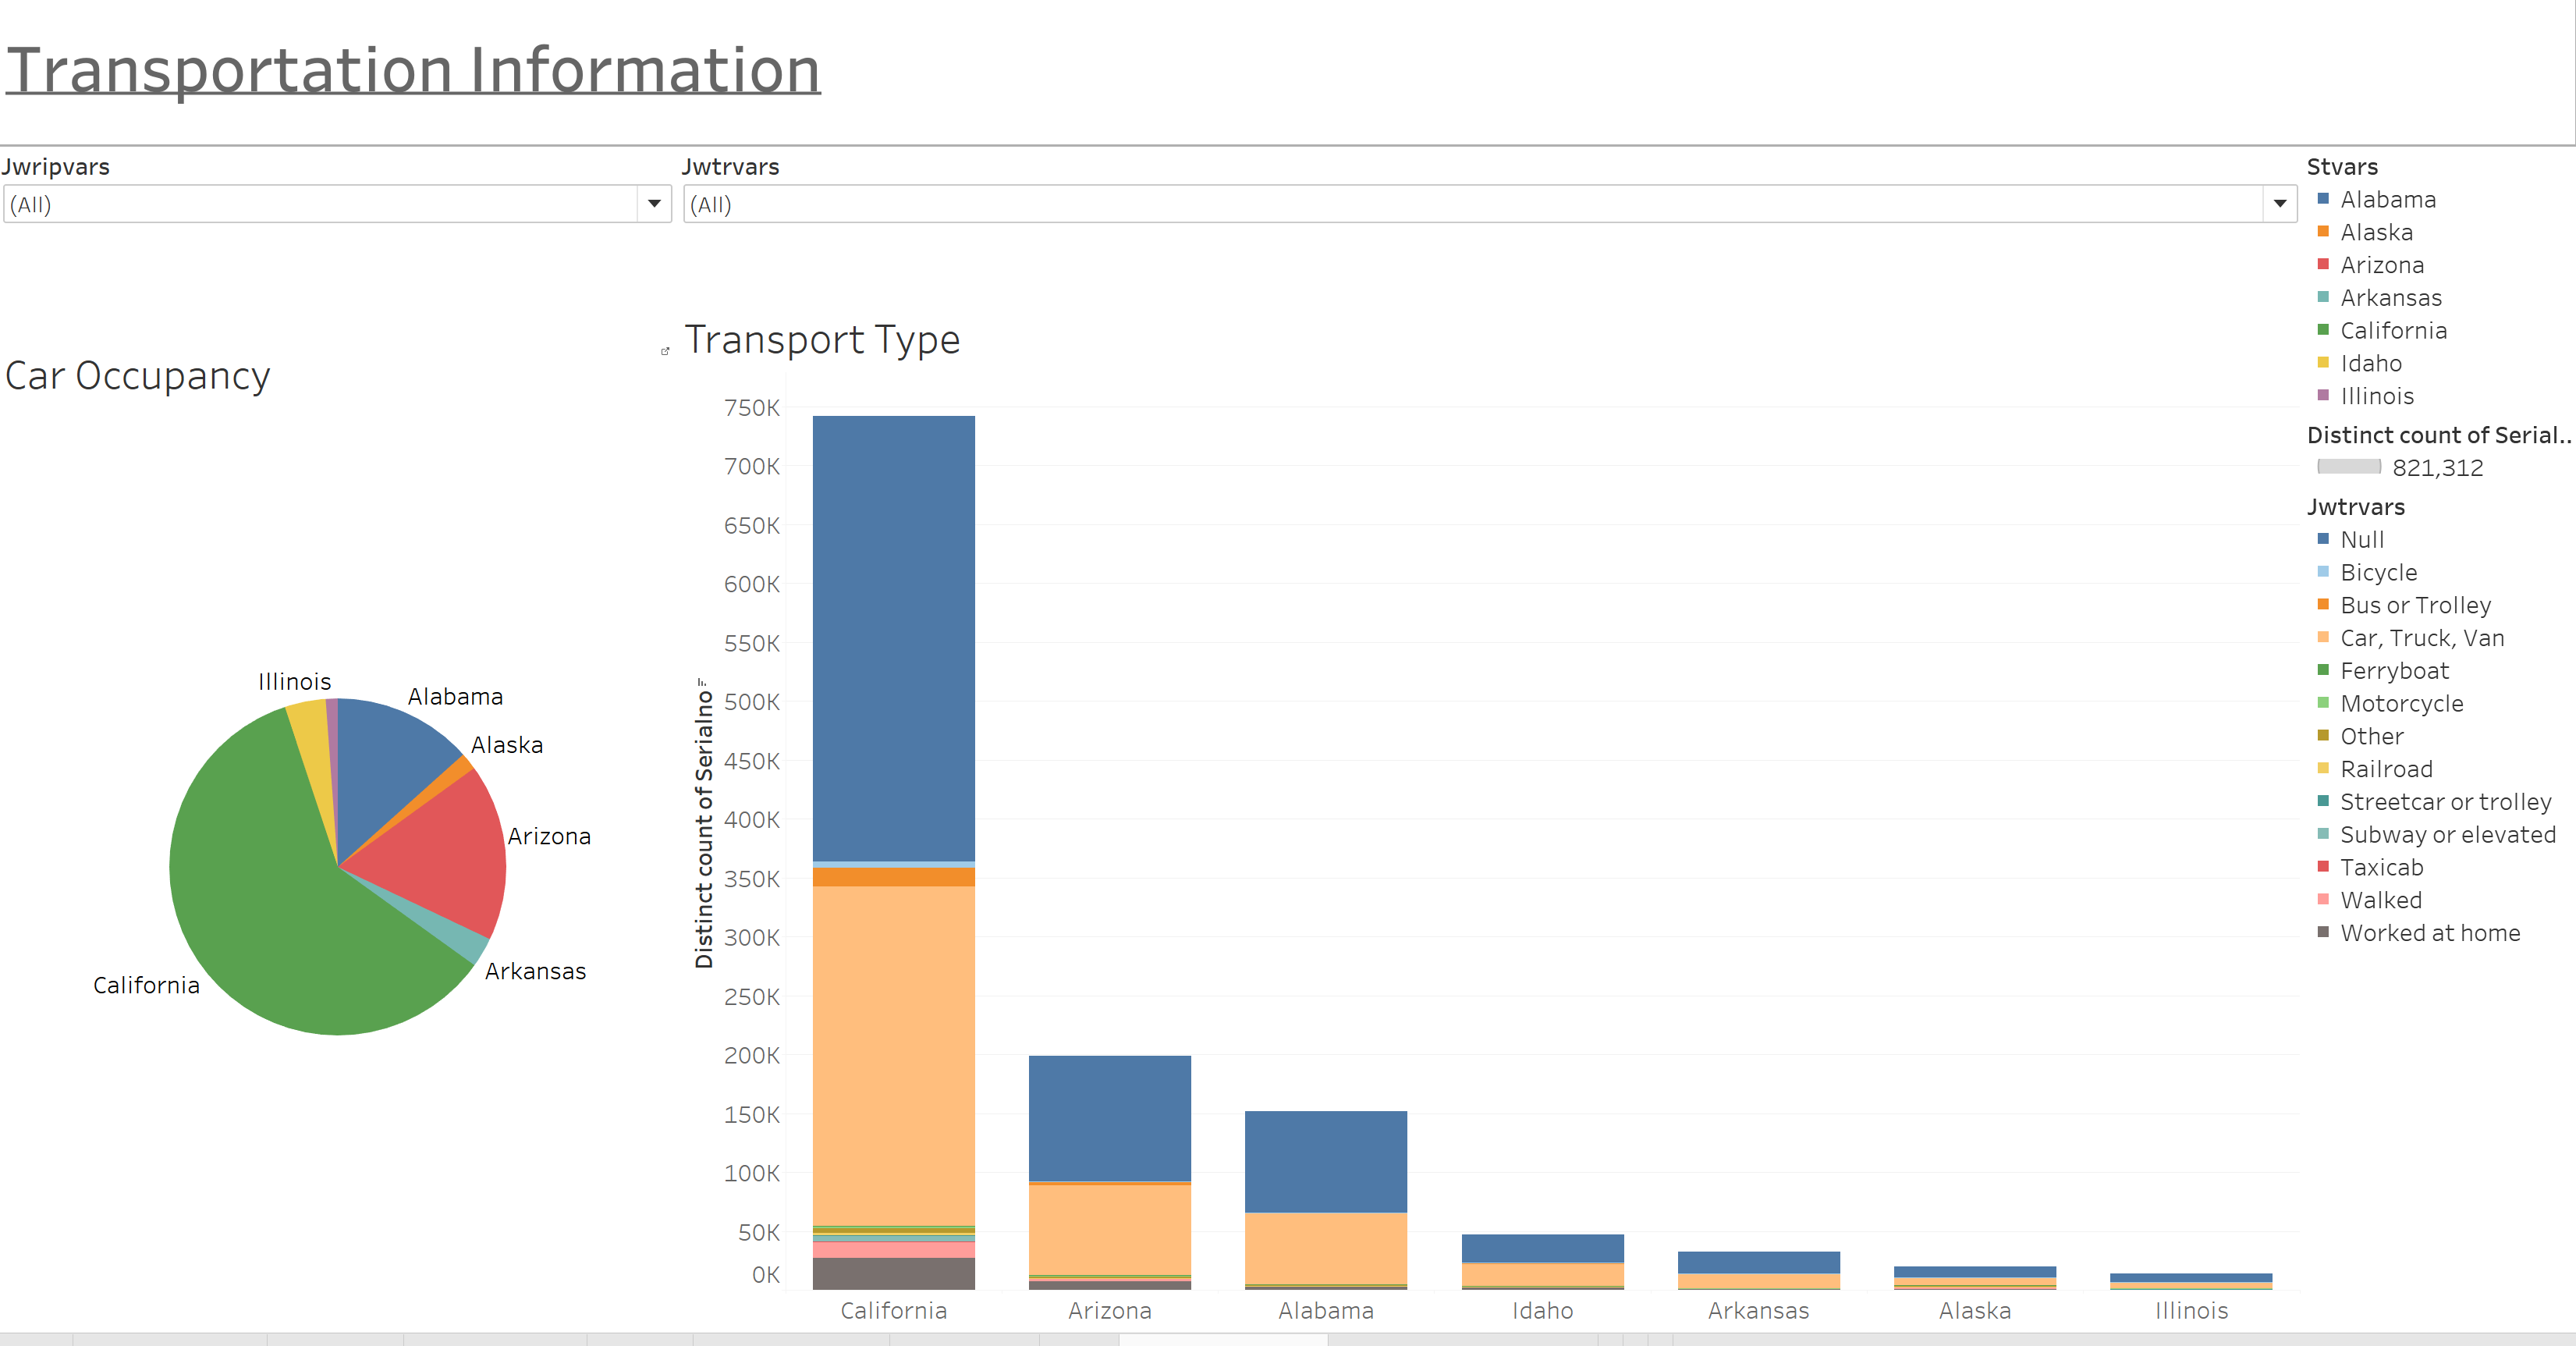 Transportation Information
Jwripvars
(All)
Jwtrvars
(All)
Car Occupancy
Illinois
Alabama
Alaska
Arizona
Arkansas
California
Transport Type
Distinct count of Serialno
750K
700K
650K
600K
550K
500K
450K
400K
350K
300K
250K
200K
150K
100K
50K
0K
California
Arizona
Alabama
Idaho
Arkansas
Alaska
Illinois
Stvars
Alabama
Alaska
Arizona
Arkansas
California
Idaho
Illinois
Distinct count of Serial..
821,312
Jwtrvars
Null
Bicycle
Bus or Trolley
Car, Truck, Van
Ferryboat
Motorcycle
Other
Railroad
Streetcar or trolley
Subway or elevated
Taxicab
Walked
Worked at home